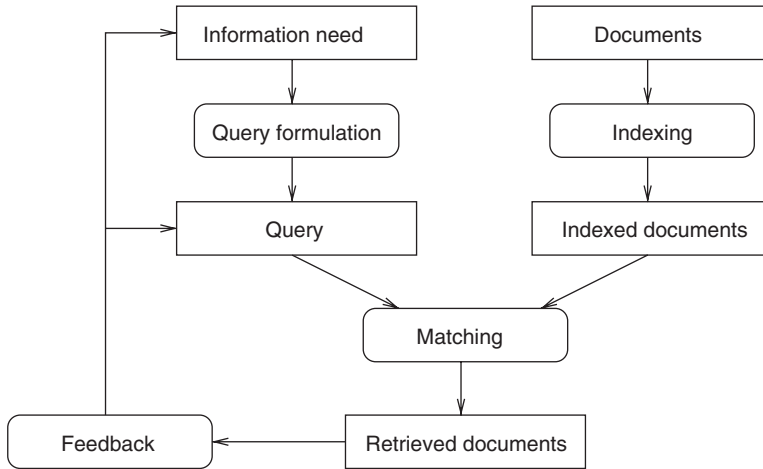 Information need
Documents
Query formulation
Indexing
Query
Indexed documents
Matching
Feedback
Retrieved documents